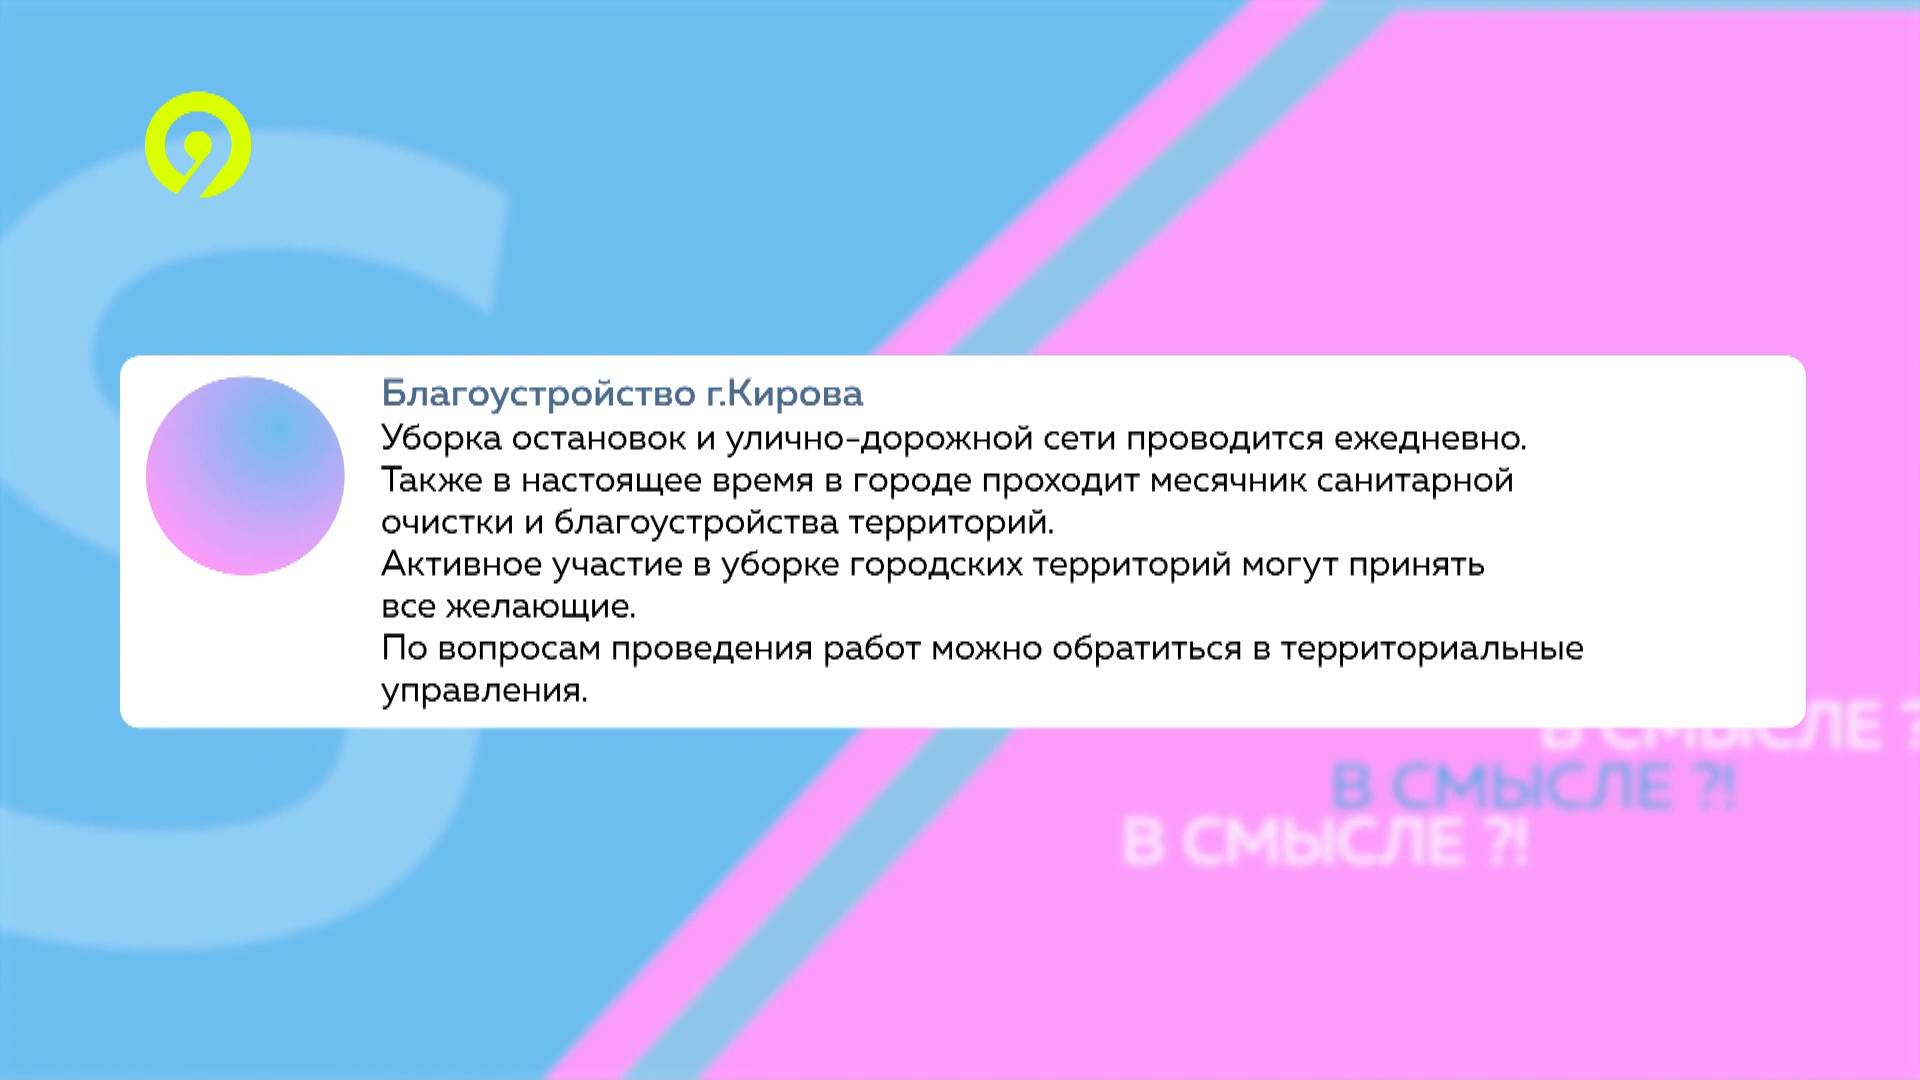 Благоустройство г.Кирова
Уборка остановок и улично-дорожной сети проводится ежедневно.
Также в настоящее время в городе проходит месячник санитарной
очистки и благоустройства территорий.
Активное участие в уборке городских территорий могут принять
все желающие.
По вопросам проведения работ можно обратиться в территориальные
управления.
В СМЫСЛЕ ?
В СМЫСЛЕ ?!
В СМЫСЛЕ ?!